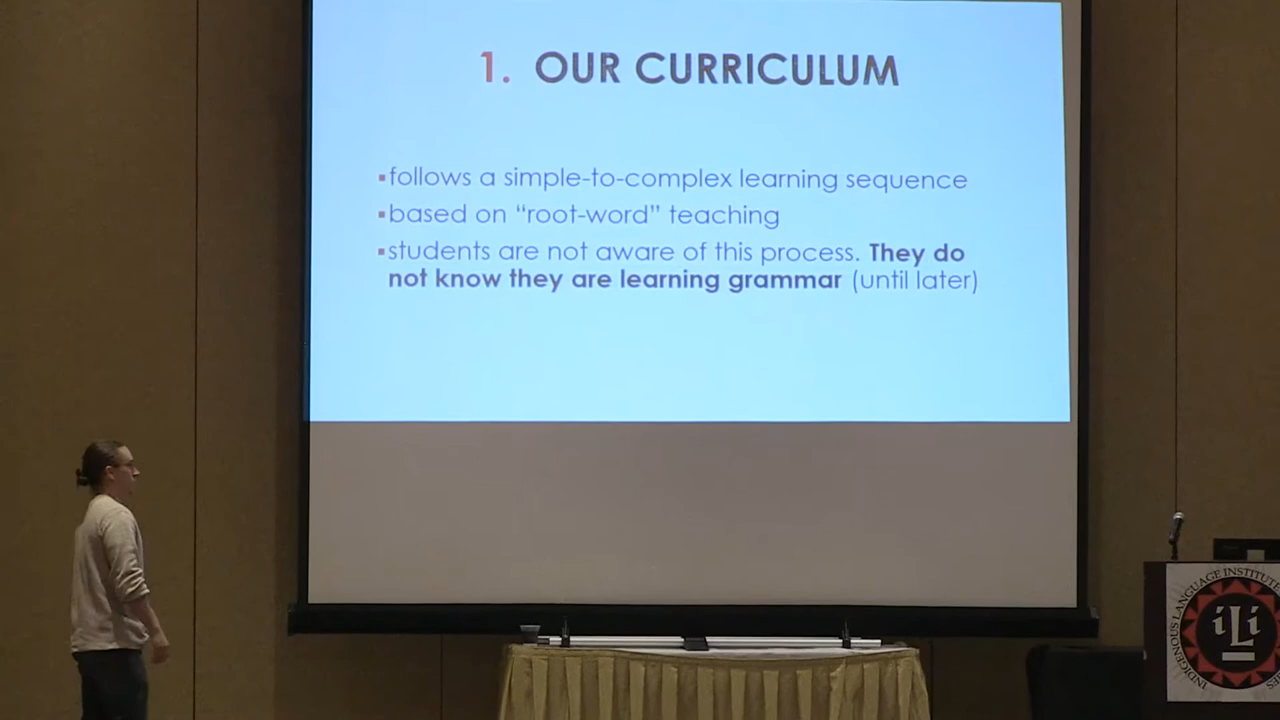 1. OUR CURRICULUM
▪follows a simple-to-complex learning sequence
▪based on “root-word” teaching
▪students are not aware of this process. They do
not know they are learning grammar (until later)
INDIGENOUS LANGUAGE INSTITUTE
iLi